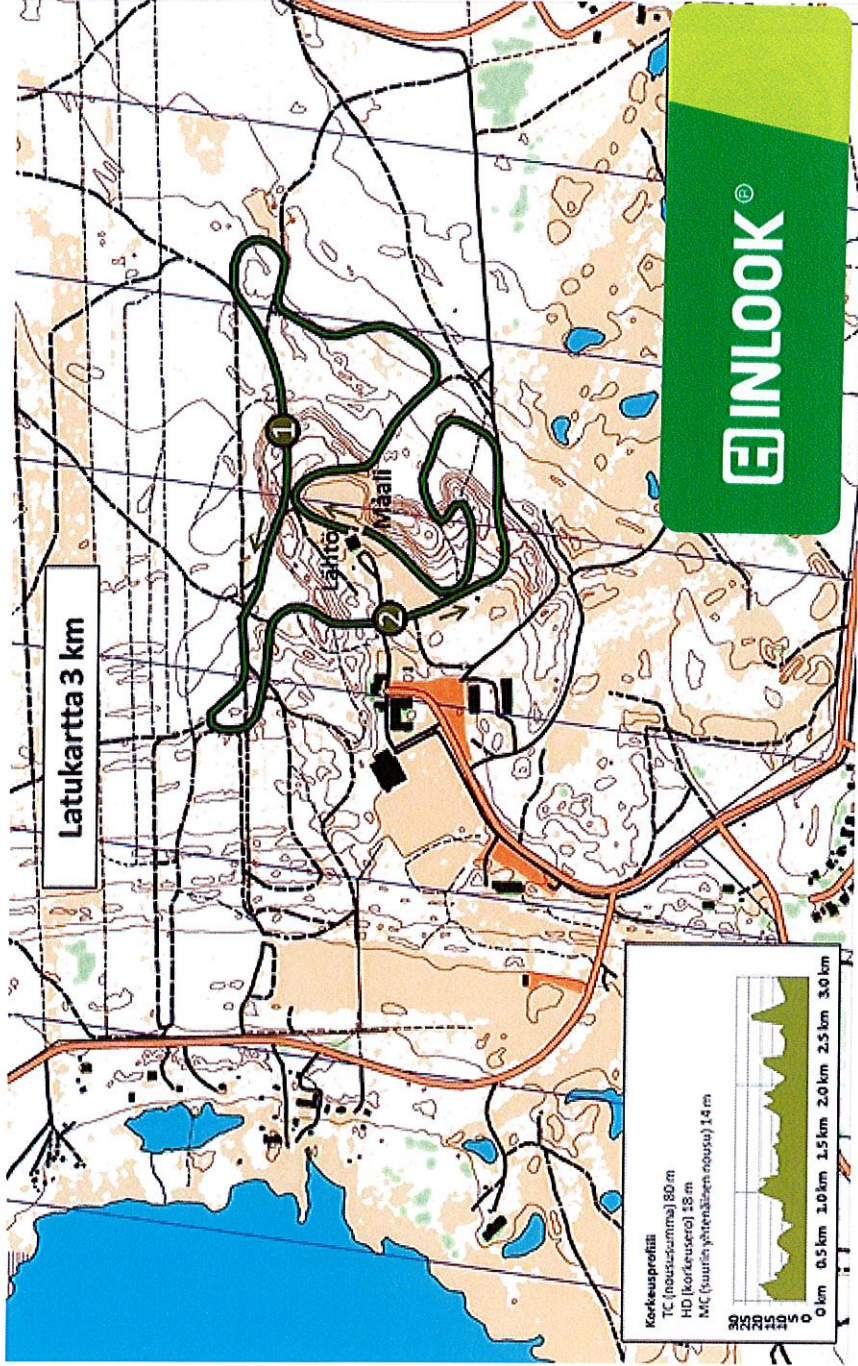 Latukartta 3 km
1
Lähtö
Maali
2
INLOOK ®
Korkeusprofiili
TC (noususumma) 80 m
HD (korkeusero) 18 m
MC (suurin yhtenäinen nousu) 14 m
30
25
20
15
10
5
0
0 km 0.5 km 1.0 km 1.5 km 2.0 km 2.5 km 3.0 km